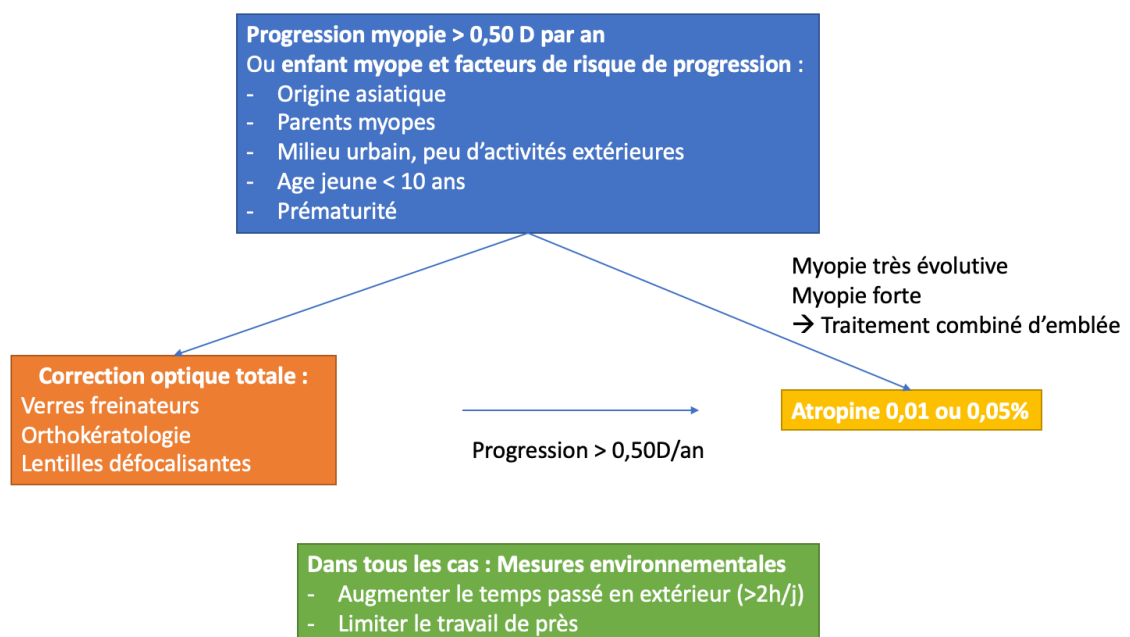 Progression myopie > 0,50 D par an
Ou enfant myope et facteurs de risque de progression :
- Origine asiatique
- Parents myopes
- Milieu urbain, peu d’activités extérieures
- Age jeune < 10 ans
- Prématurité
Myopie très évolutive
Myopie forte
→ Traitement combiné d’emblée
Correction optique totale :
Verres freinateurs
Orthokératologie
Lentilles défocalisantes
Progression > 0,50D/an
Atropine 0,01 ou 0,05%
Dans tous les cas : Mesures environnementales
- Augmenter le temps passé en extérieur (>2h/j)
- Limiter le travail de près